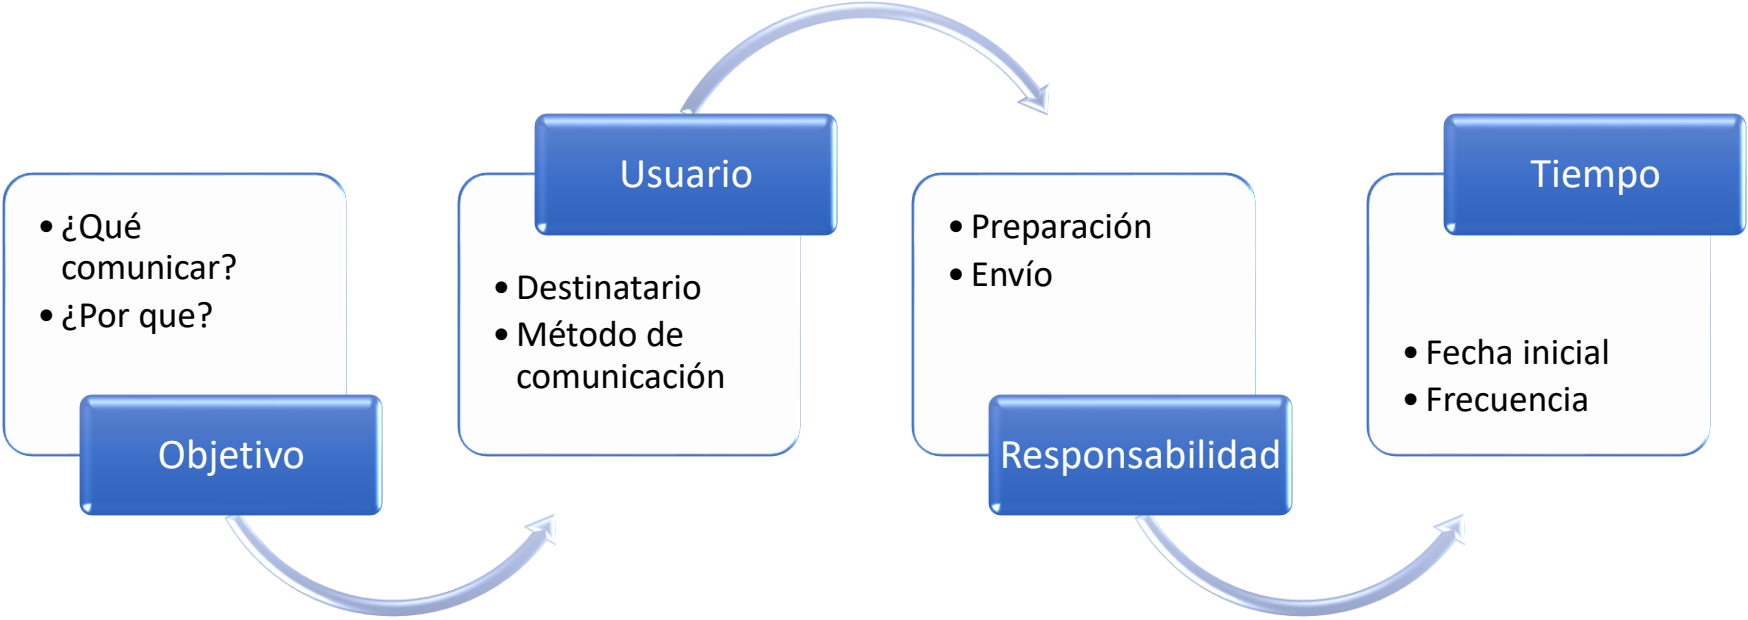 • ¿Qué
comunicar?
• ¿Por que?
Objetivo
Usuario
• Destinatario
• Método de
comunicación
• Preparación
• Envío
Responsabilidad
Tiempo
• Fecha inicial
• Frecuencia